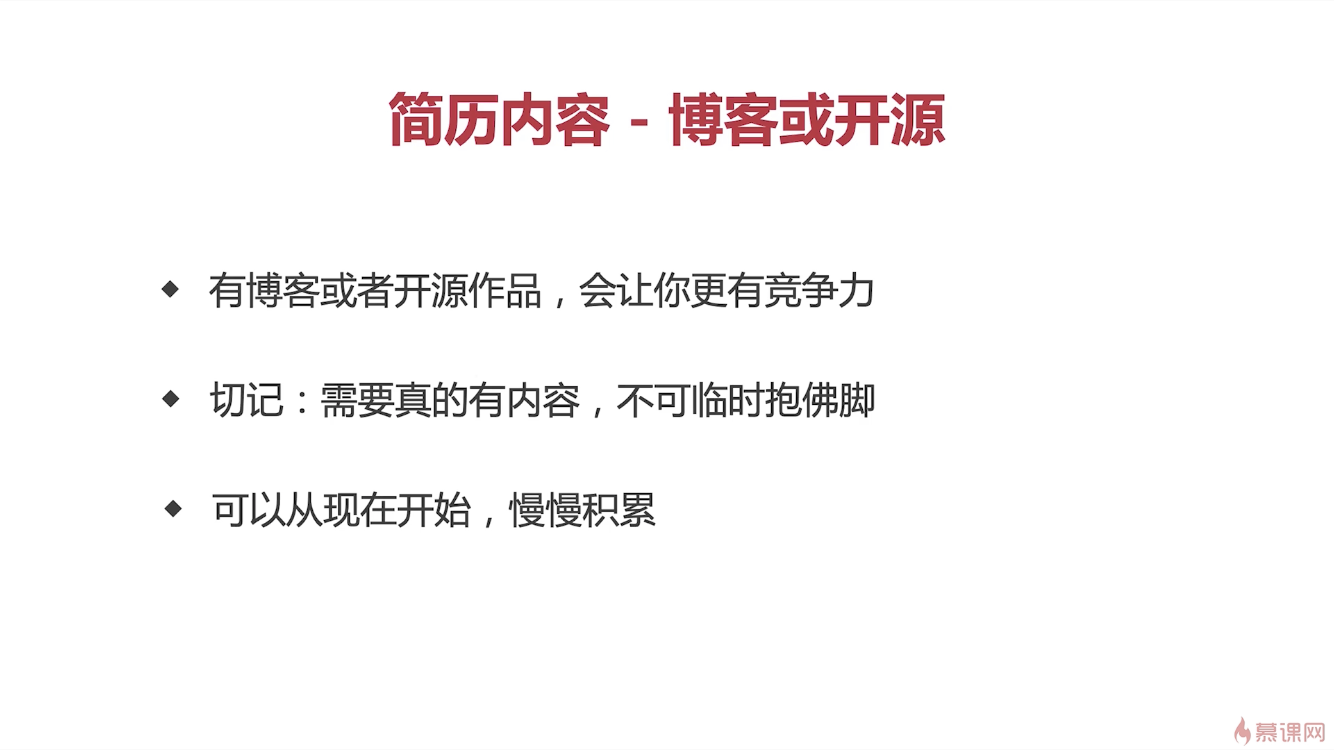 简历内容 - 博客或开源
◆ 有博客或者开源作品，会让你更有竞争力
◆ 切记：需要真的有内容，不可临时抱佛脚
◆ 可以从现在开始，慢慢积累
慕课网